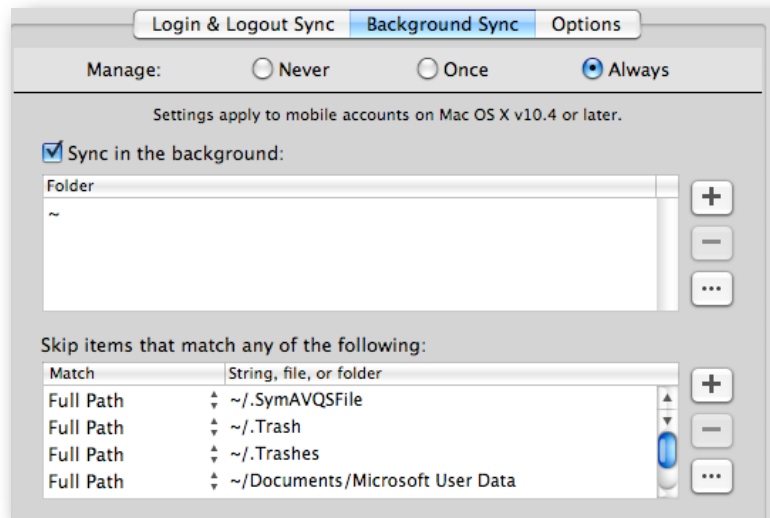 Login & Logout Sync Background Sync Options
Manage: Never Once Always
Settings apply to mobile accounts on Mac OS X v10.4 or later.
Sync in the background:
Folder
~
Skip items that match any of the following:
Match String, file, or folder
Full Path ~/.SymAVQSFile
Full Path ~/.Trash
Full Path ~/.Trashes
Full Path ~/Documents/Microsoft User Data